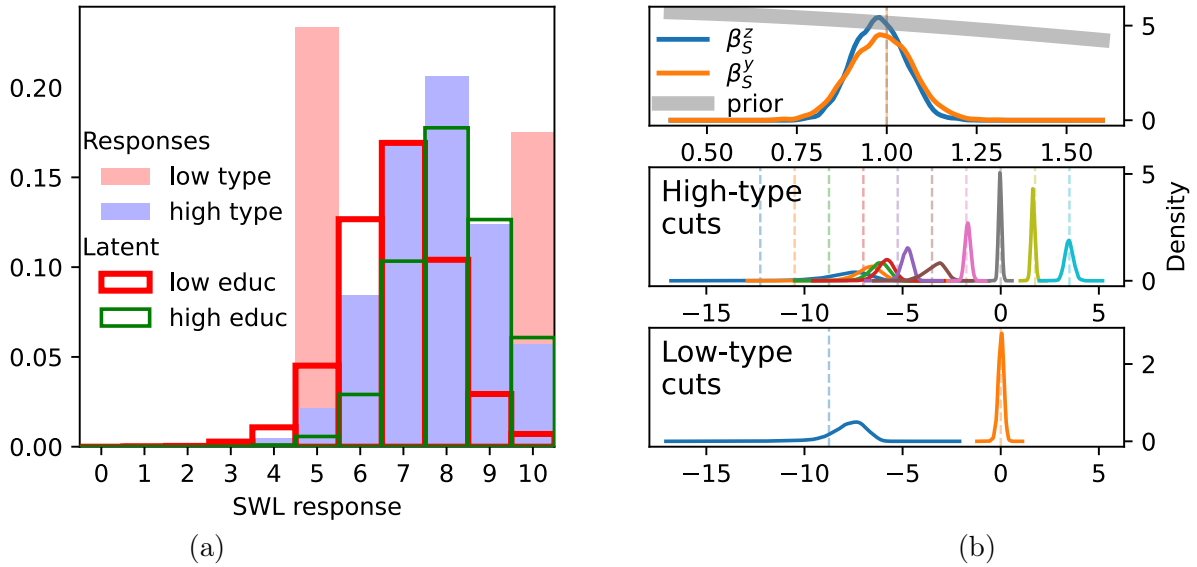 0.20
0.15
0.10
0.05
0.00
Responses
low type
high type
Latent
low educ
high educ
0 1 2 3 4 5 6 7 8 9 10
SWL response
(a)
β_S^z
β_S^y
prior
5
0
0.50 0.75 1.00 1.25 1.50
High-type
cuts
5
0
Density
−15 −10 −5 0 5
Low-type
cuts
2
0
−15 −10 −5 0 5
(b)